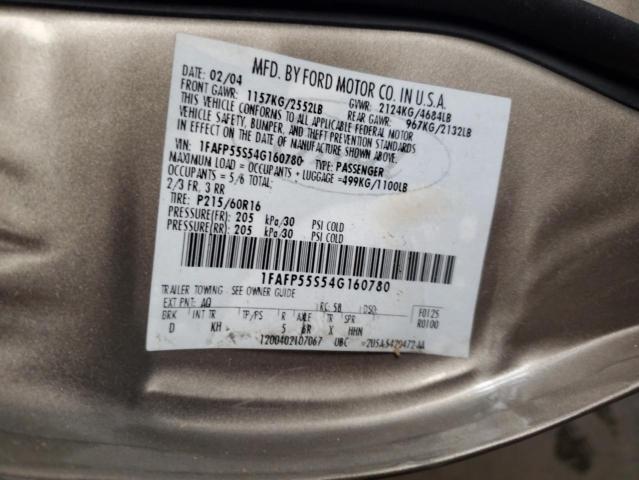 MFD. BY FORD MOTOR CO. IN U.S.A.
DATE: 02/04 GVWR: 2124KG/4684LB
FRONT GAWR: 1157KG/2552LB REAR GAWR: 967KG/2132LB
THIS VEHICLE CONFORMS TO ALL APPLICABLE FEDERAL MOTOR
VEHICLE SAFETY, BUMPER, AND THEFT PREVENTION STANDARDS
IN EFFECT ON THE DATE OF MANUFACTURE SHOWN ABOVE.
VIN: 1FAFP55S54G160780 TYPE: PASSENGER
MAXIMUM LOAD = OCCUPANTS + LUGGAGE = 499KG/1100LB
OCCUPANTS = 5/6 TOTAL;
2/3 FR, 3 RR
TIRE: P215/60R16
PRESSURE(FR): 205 kPa/30 PSI COLD
PRESSURE(RR): 205 kPa/30 PSI COLD
1FAFP55S54G160780
TRAILER TOWING - SEE OWNER GUIDE
EXT PNT: AQ RC: 58 DSO: F0125
BRK INT TR TP/PS R AXLE TR SPR R0100
D KH 5 6R X HHN
1200402107067 UBC